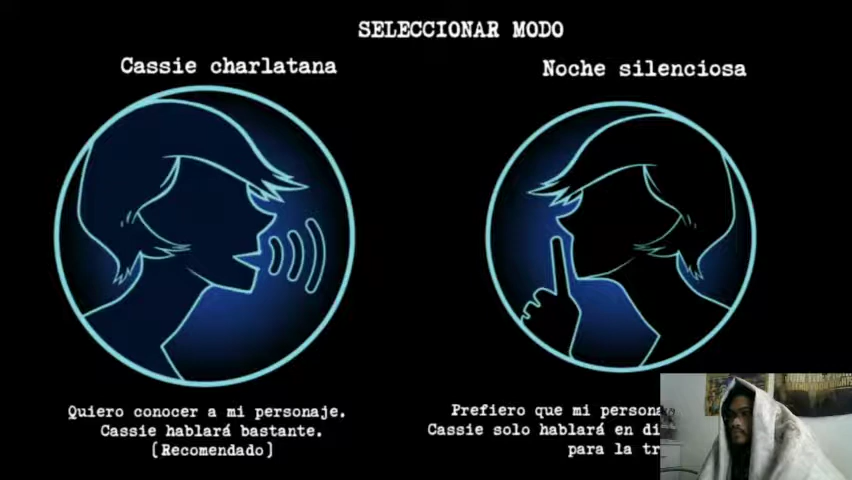 SELECCIONAR MODO
Cassie charlatana
Noche silenciosa
Quiero conocer a mi personaje.
Cassie hablará bastante.
(Recomendado)
Prefiero que mi
Cassie solo hablará en
para la